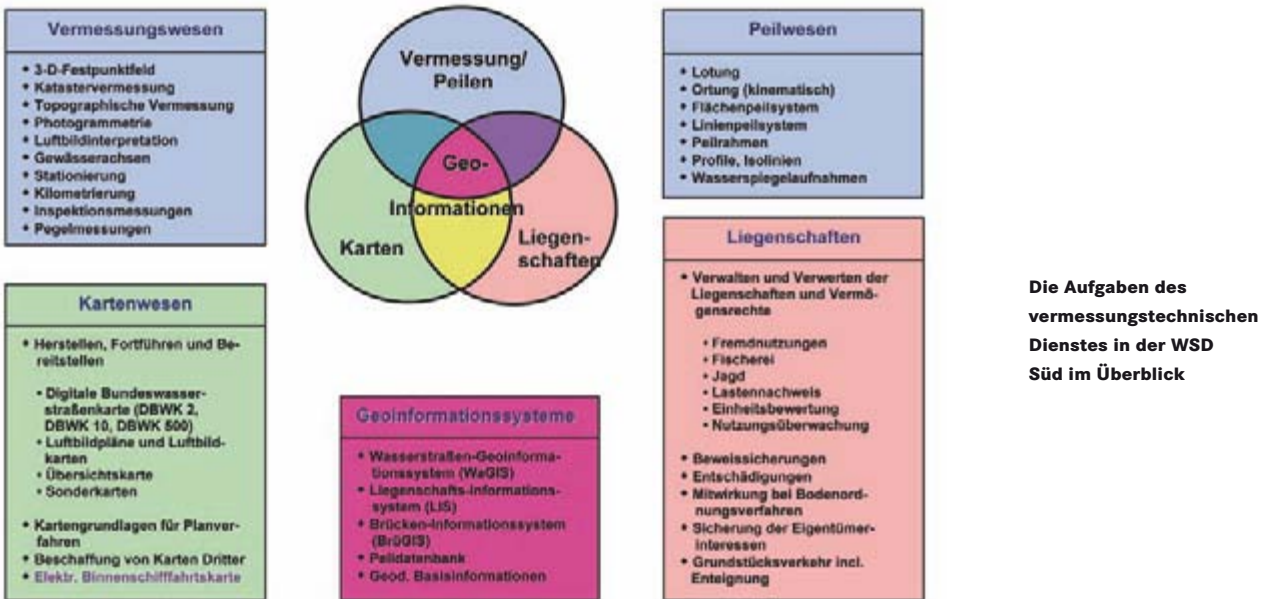 Vermessungswesen
• 3-D-Festpunktfeld
• Katastervermessung
• Topographische Vermessung
• Photogrammetrie
• Luftbildinterpretation
• Gewässerachsen
• Stationierung
• Kilometrierung
• Inspektionsmessungen
• Pegelmessungen
Vermessung/
Peilen
Geo-
Informationen
Karten
Liegen-
schaften
Peilwesen
• Lotung
• Ortung (kinematisch)
• Flächenpeilsystem
• Linienpeilsystem
• Peilrahmen
• Profile, Isolinien
• Wasserspiegelaufnahmen
Kartenwesen
• Herstellen, Fortführen und Be-
reitstellen
• Digitale Bundeswasser-
straßenkarte (DBWK 2,
DBWK 10, DBWK 500)
• Luftbildpläne und Luftbild-
karten
• Übersichtskarte
• Sonderkarten
• Kartengrundlagen für Planver-
fahren
• Beschaffung von Karten Dritter
• Elektr. Binnenschifffahrtskarte
Geoinformationssysteme
• Wasserstraßen-Geoinforma-
tionssystem (WaGIS)
• Liegenschafts-Informations-
system (LIS)
• Brücken-Informationssystem
(BrüGIS)
• Peildatenbank
• Geod. Basisinformationen
Liegenschaften
• Verwalten und Verwerten der
Liegenschaften und Vermö-
gensrechte
• Fremdnutzungen
• Fischerei
• Jagd
• Lastennachweis
• Einheitsbewertung
• Nutzungsüberwachung
• Beweissicherungen
• Entschädigungen
• Mitwirkung bei Bodenord-
nungsverfahren
• Sicherung der Eigentümer-
interessen
• Grundstücksverkehr incl.
Enteignung
Die Aufgaben des
vermessungstechnischen
Dienstes in der WSD
Süd im Überblick